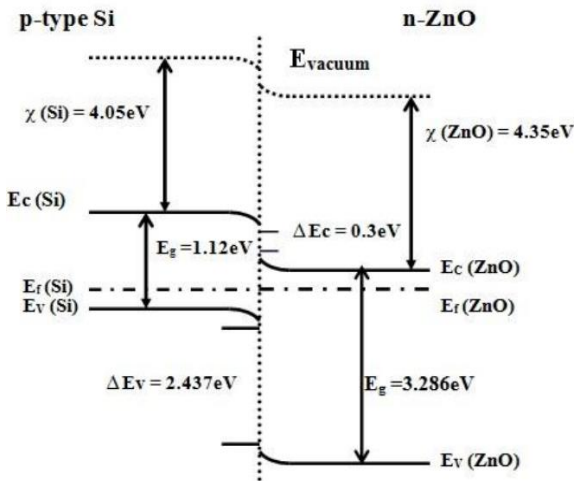 p-type Si
n-ZnO
Evacuum
χ (Si) = 4.05eV
χ (ZnO) = 4.35eV
Ec (Si)
ΔEc = 0.3eV
Eg =1.12eV
Ec (ZnO)
Ef (Si)
Ev (Si)
Ef (ZnO)
ΔEv = 2.437eV
Eg =3.286eV
Ev (ZnO)